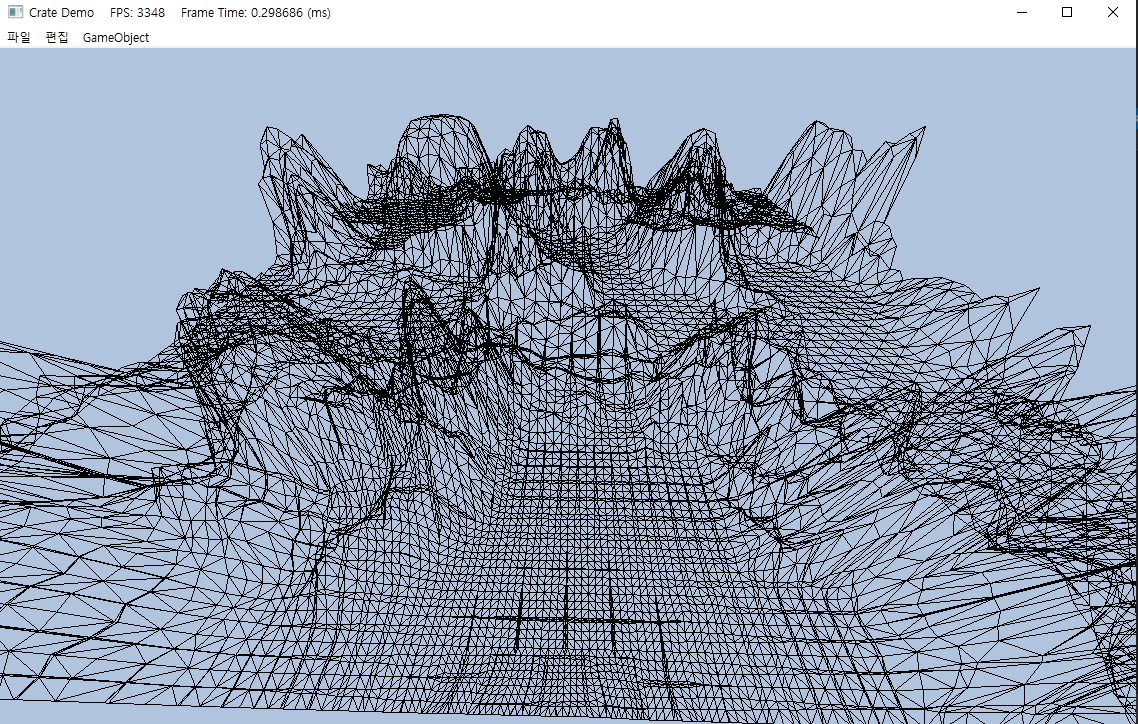 Crate Demo FPS: 3348 Frame Time: 0.298686 (ms)
파일 편집 GameObject